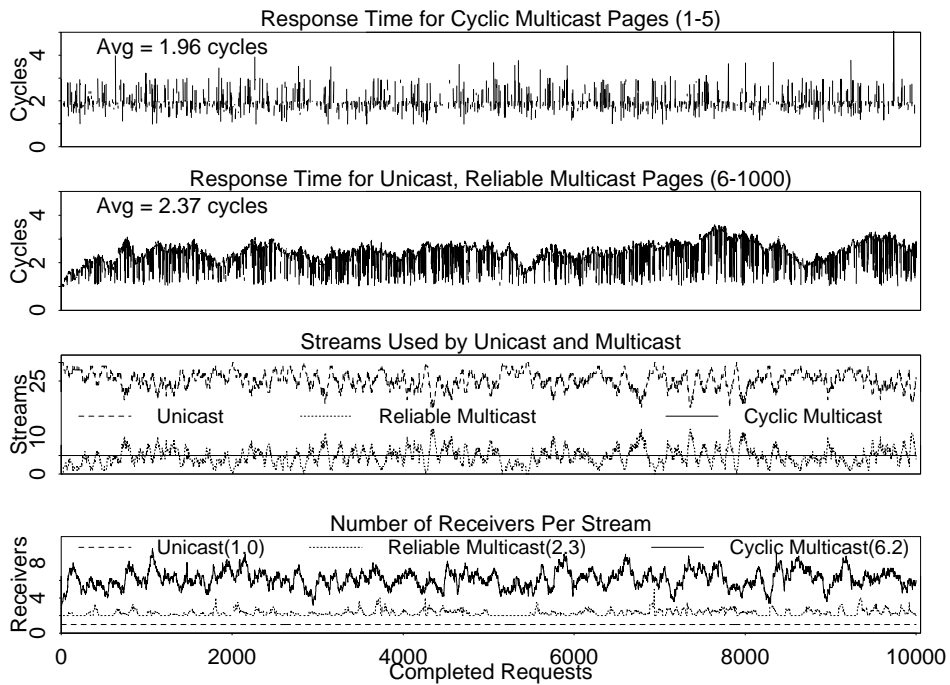 Response Time for Cyclic Multicast Pages (1-5)
Avg = 1.96 cycles
Cycles
0 2 4
Response Time for Unicast, Reliable Multicast Pages (6-1000)
Avg = 2.37 cycles
Cycles
0 2 4
Streams Used by Unicast and Multicast
Unicast Reliable Multicast Cyclic Multicast
Streams
0 10 25
Number of Receivers Per Stream
Unicast(1.0) Reliable Multicast(2.3) Cyclic Multicast(6.2)
Receivers
0 4 8
0 2000 4000 6000 8000 10000
Completed Requests